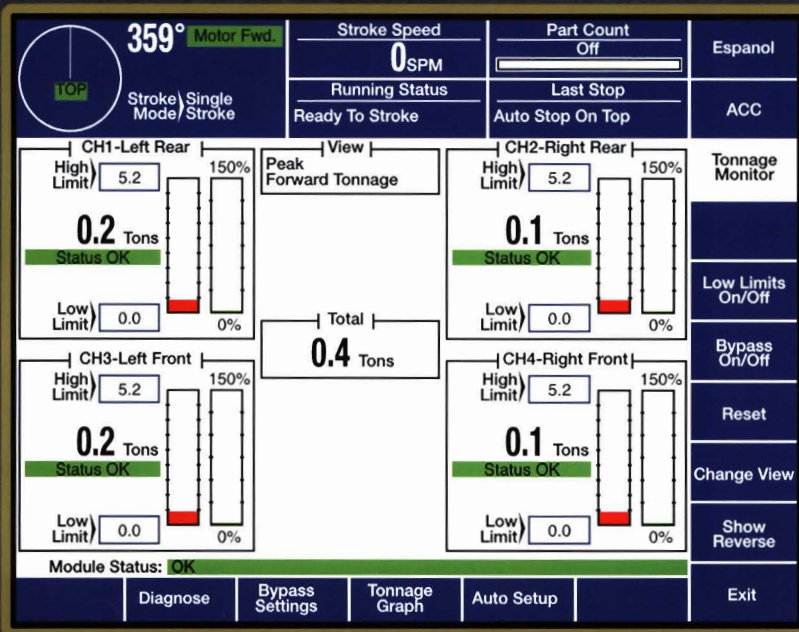 359° Motor Fwd.
TOP
Stroke Mode Single Stroke
Stroke Speed
0 SPM
Part Count
Off
Running Status
Ready To Stroke
Last Stop
Auto Stop On Top
Espanol
ACC
Tonnage
Monitor
Low Limits
On/Off
Bypass
On/Off
Reset
Change View
Show
Reverse
Exit
CH1-Left Rear
High
Limit 5.2
150%
0.2 Tons
Status OK
Low
Limit 0.0
0%
View
Peak
Forward Tonnage
CH2-Right Rear
High
Limit 5.2
150%
0.1 Tons
Status OK
Low
Limit 0.0
0%
Total
0.4 Tons
CH3-Left Front
High
Limit 5.2
150%
0.2 Tons
Status OK
Low
Limit 0.0
0%
CH4-Right Front
High
Limit 5.2
150%
0.1 Tons
Status OK
Low
Limit 0.0
0%
Module Status: OK
Diagnose
Bypass
Settings
Tonnage
Graph
Auto Setup